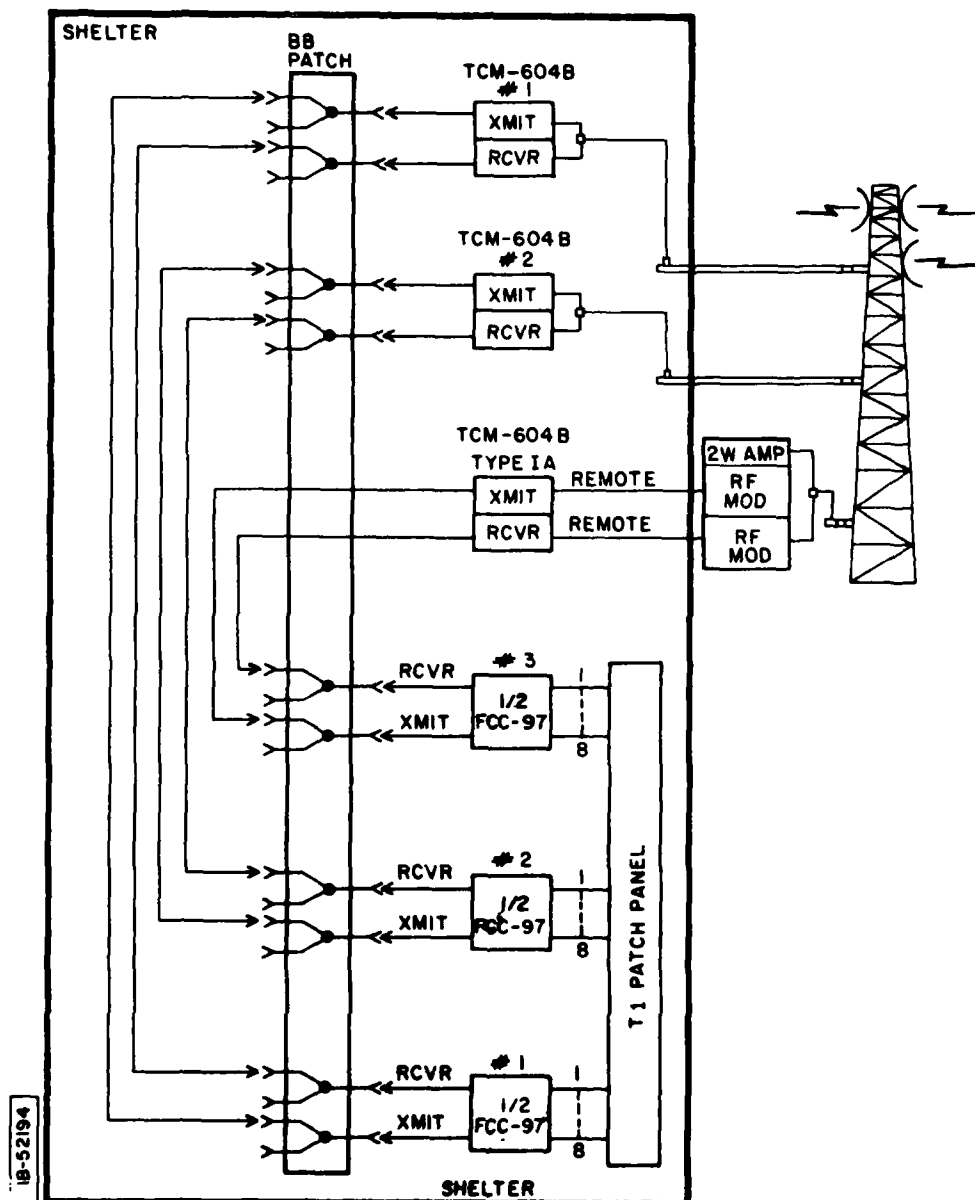 SHELTER
BB
PATCH
TCM-604B
# 1
XMIT
RCVR
TCM-604B
# 2
XMIT
RCVR
TCM-604B
TYPE IA
XMIT
RCVR
REMOTE
REMOTE
2W AMP
RF
MOD
RF
MOD
RCVR
XMIT
# 3
1/2
FCC-97
1
8
RCVR
XMIT
# 2
1/2
FCC-97
1
8
RCVR
XMIT
# 1
1/2
FCC-97
1
8
T1 PATCH PANEL
SHELTER
18-52194